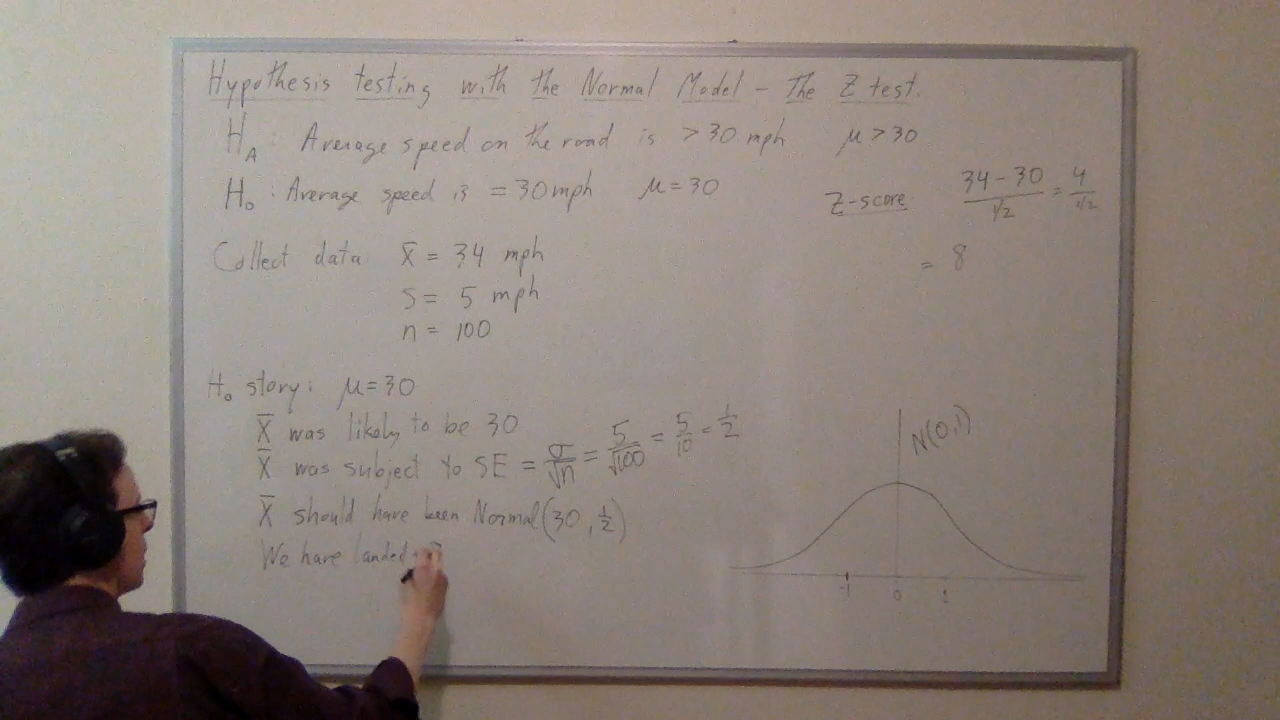 Hypothesis testing with the Normal Model - The Z test.
H_A : Average speed on the road is > 30 mph μ > 30
H_0 : Average speed is = 30 mph μ = 30
Z-score: (34 - 30)/(1/2) = 4/(1/2)
= 8
Collect data: x̄ = 34 mph
s = 5 mph
n = 100
H_0 story: μ = 30
X̄ was likely to be 30
X̄ was subject to SE = σ/√n = 5/√100 = 5/10 = 1/2
X̄ should have been Normal(30, 1/2)
We have landed
N(0,1)
-1 0 1